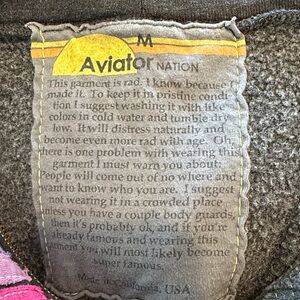 M
Aviator NATION
This garment is rad. I know because I
made it. To keep it in pristine condi
tion I suggest washing it with like
colors in cold water and tumble dry
low. It will distress naturally and
become even more rad with age. Oh,
there is one problem with wearing this
garment I must warn you about:
People will come out of no where and
want to know who you are. I suggest
not wearing it in a crowded place
unless you have a couple body guards,
then it's probably ok, and if you're
already famous and wearing this
garment you will most likely become
super famous.
Made in California, USA